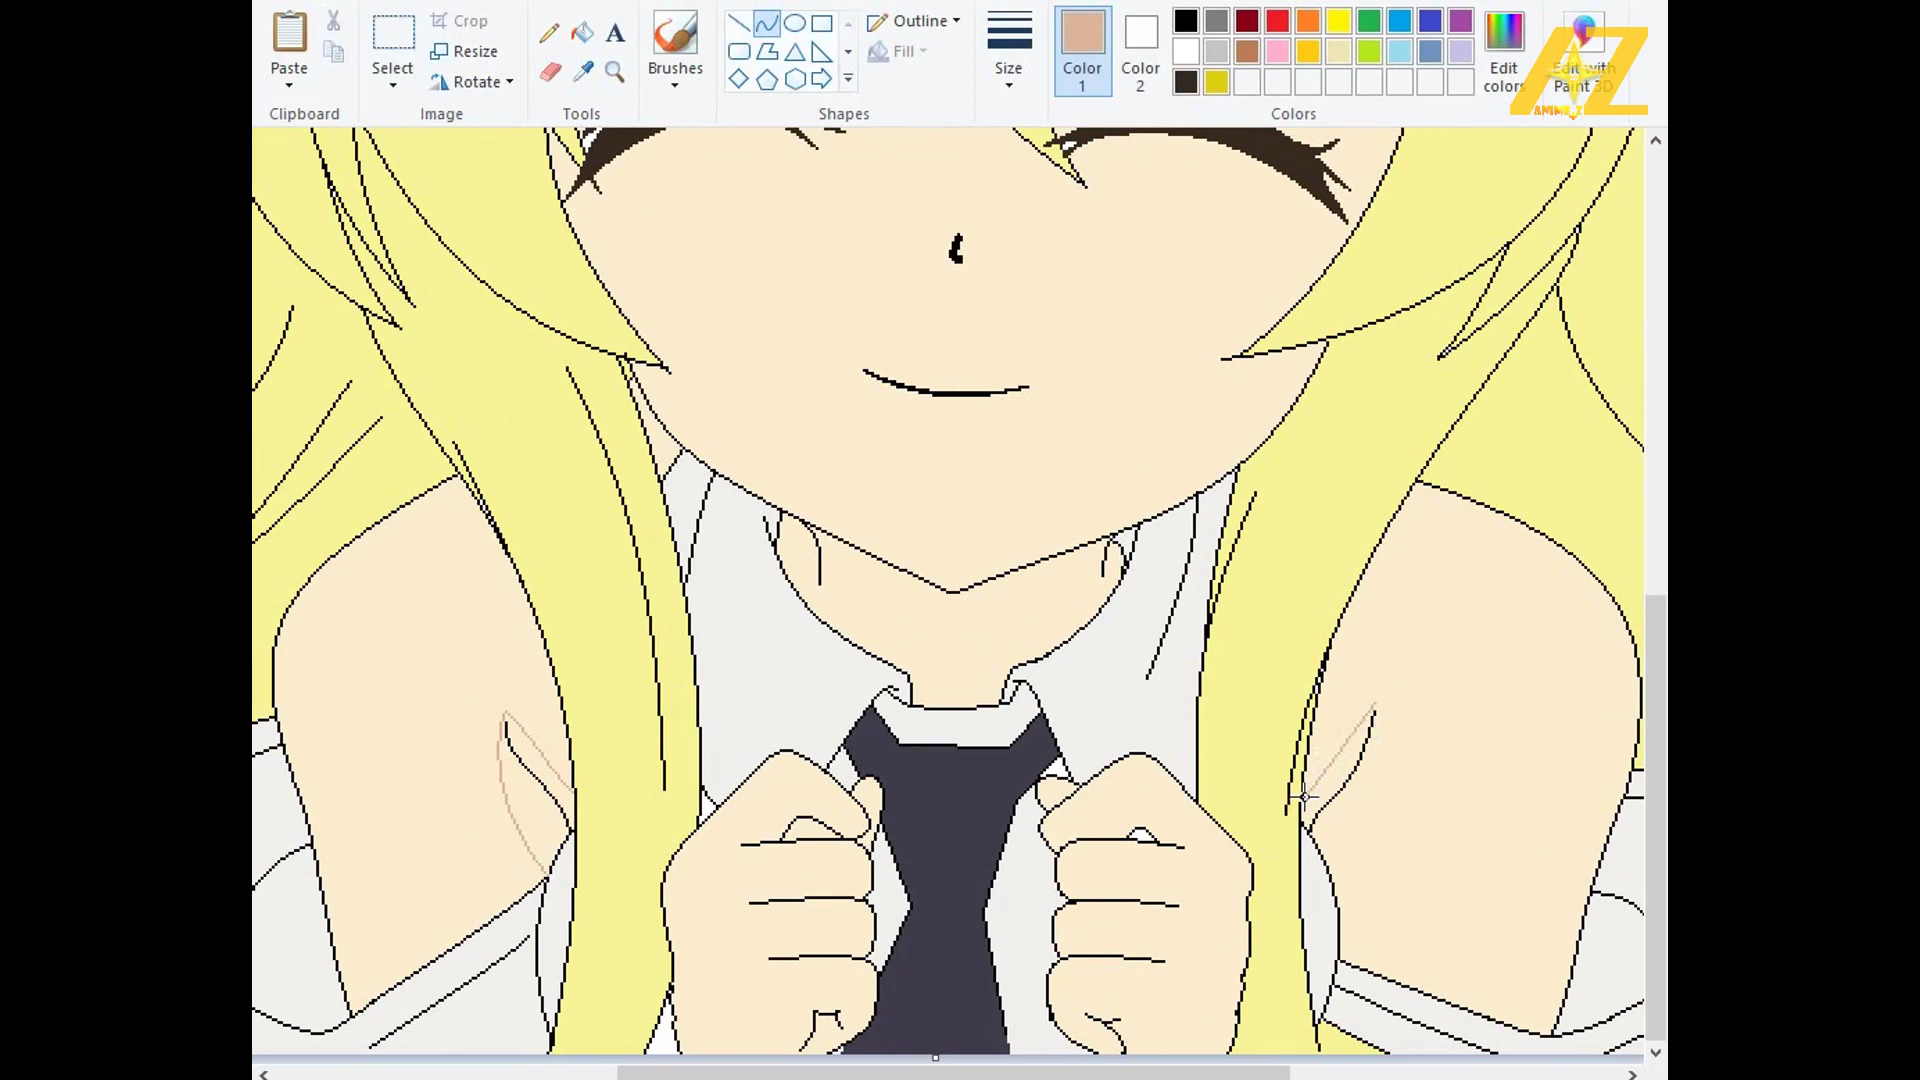 Paste
Clipboard
Select
Crop
Resize
Rotate
Image
A
Tools
Brushes
Shapes
Outline
Fill
Size
Color
1
Color
2
Colors
Edit
colors
Edit with
Paint 3D
AZ